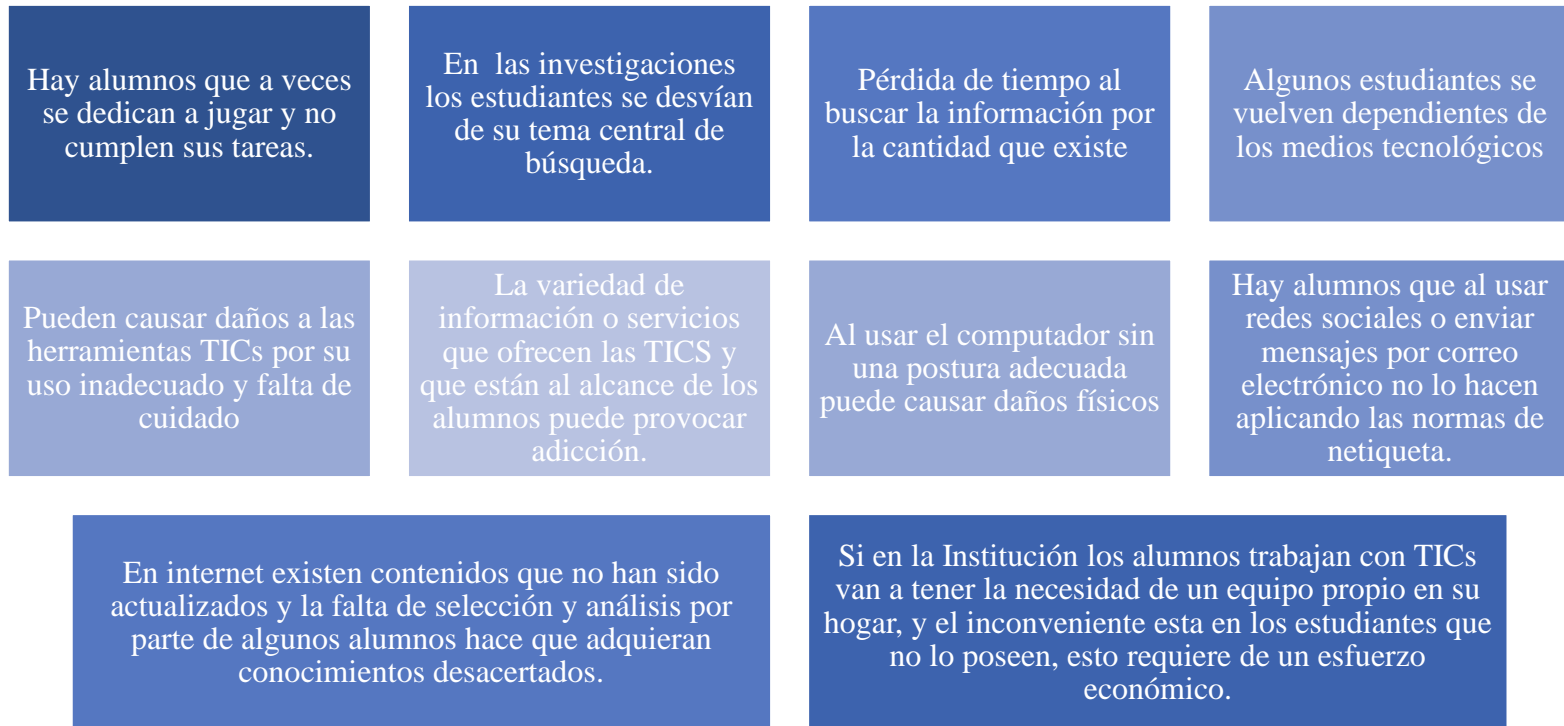 Hay alumnos que a veces
se dedican a jugar y no
cumplen sus tareas.
En las investigaciones
los estudiantes se desvían
de su tema central de
búsqueda.
Pérdida de tiempo al
buscar la información por
la cantidad que existe
Algunos estudiantes se
vuelven dependientes de
los medios tecnológicos
Pueden causar daños a las
herramientas TICs por su
uso inadecuado y falta de
cuidado
La variedad de
información o servicios
que ofrecen las TICS y
que están al alcance de los
alumnos puede provocar
adicción.
Al usar el computador sin
una postura adecuada
puede causar daños físicos
Hay alumnos que al usar
redes sociales o enviar
mensajes por correo
electrónico no lo hacen
aplicando las normas de
netiqueta.
En internet existen contenidos que no han sido
actualizados y la falta de selección y análisis por
parte de algunos alumnos hace que adquieran
conocimientos desacertados.
Si en la Institución los alumnos trabajan con TICs
van a tener la necesidad de un equipo propio en su
hogar, y el inconveniente esta en los estudiantes que
no lo poseen, esto requiere de un esfuerzo
económico.